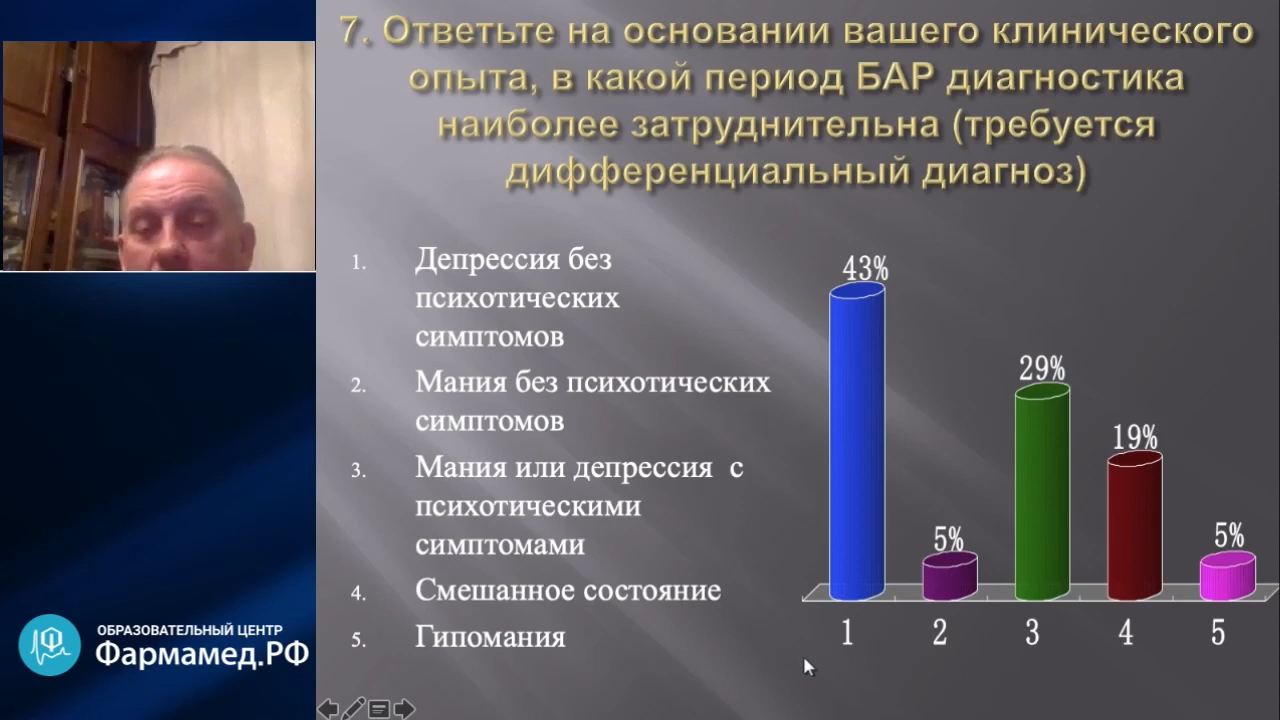 7. Ответьте на основании вашего клинического
опыта, в какой период БАР диагностика
наиболее затруднительна (требуется
дифференциальный диагноз)
1. Депрессия без
психотических
симптомов
2. Мания без психотических
симптомов
3. Мания или депрессия с
психотическими
симптомами
4. Смешанное состояние
5. Гипомания
43%
5%
29%
19%
5%
1 2 3 4 5
ОБРАЗОВАТЕЛЬНЫЙ ЦЕНТР
Фармамед.РФ